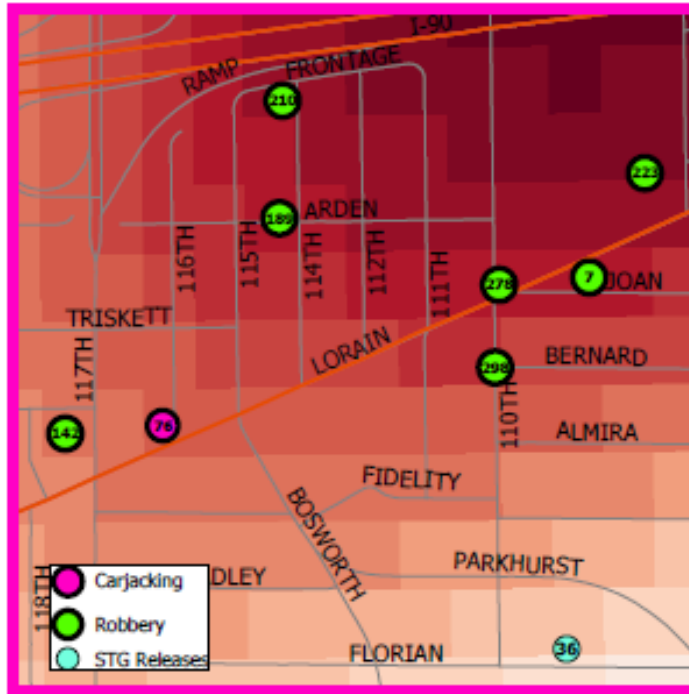 I-90
RAMP
FRONTAGE
210
223
189
ARDEN
116TH
115TH
114TH
112TH
111TH
278
7
JOAN
TRISKETT
LORAIN
117TH
298
BERNARD
110TH
142
76
ALMIRA
FIDELITY
BOSWORTH
118TH
Carjacking
DLEY
PARKHURST
Robbery
STG Releases
FLORIAN
36